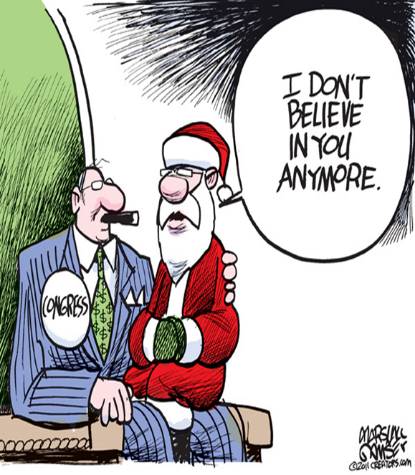 I DON'T
BELIEVE
IN YOU
ANYMORE.
CONGRESS
MARSHALL
RAMSEY
©2011 CREATORS.COM